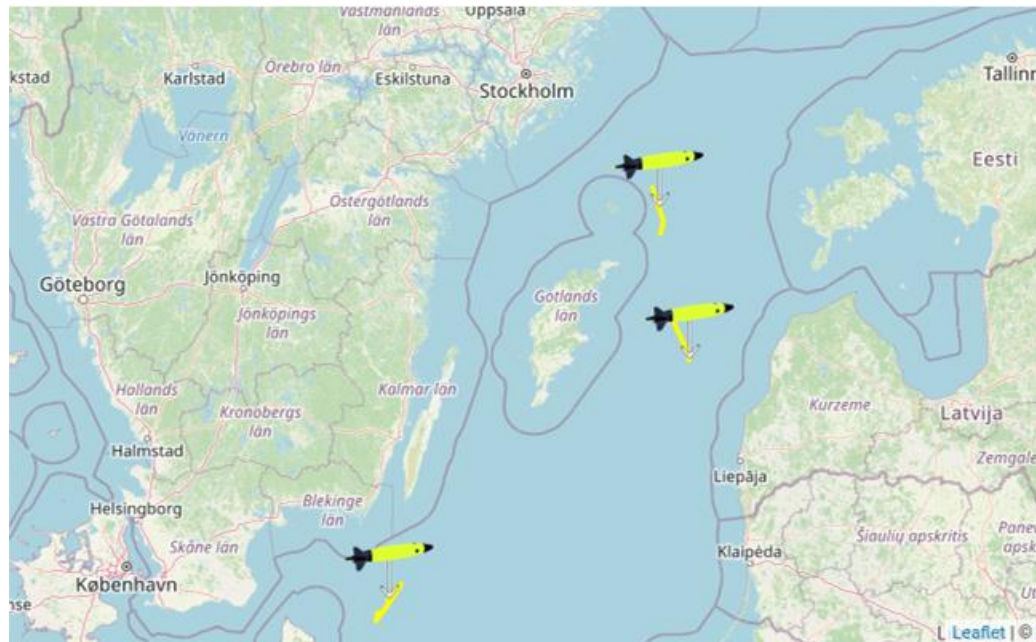 Västmanlands
län
Uppsala
kstad
Karlstad
Örebro län
Eskilstuna
Stockholm
Tallinn
Vänern
Eesti
Västra Götalands
län
Östergötlands
län
Jönköping
Göteborg
Gotlands
län
Jönköpings
län
Hallands
län
Kalmar län
Kronobergs
län
Kurzeme
Latvija
Halmstad
Zemgale
Liepāja
Blekinge
län
Helsingborg
Šiaulių apskritis
Skåne län
Klaipėda
København
Leaflet | ©